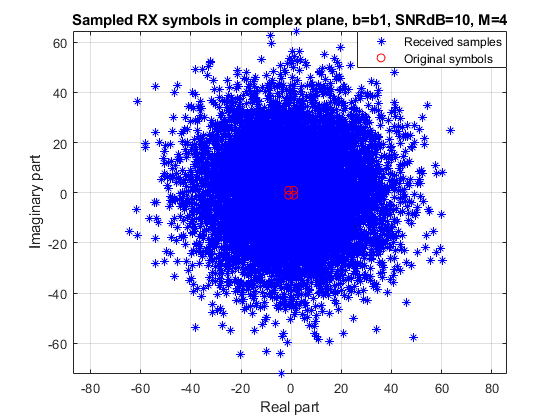 Sampled RX symbols in complex plane, b=b1, SNRdB=10, M=4
Received samples
Original symbols
60
40
20
0
-20
-40
-60
Imaginary part
-80 -60 -40 -20 0 20 40 60 80
Real part